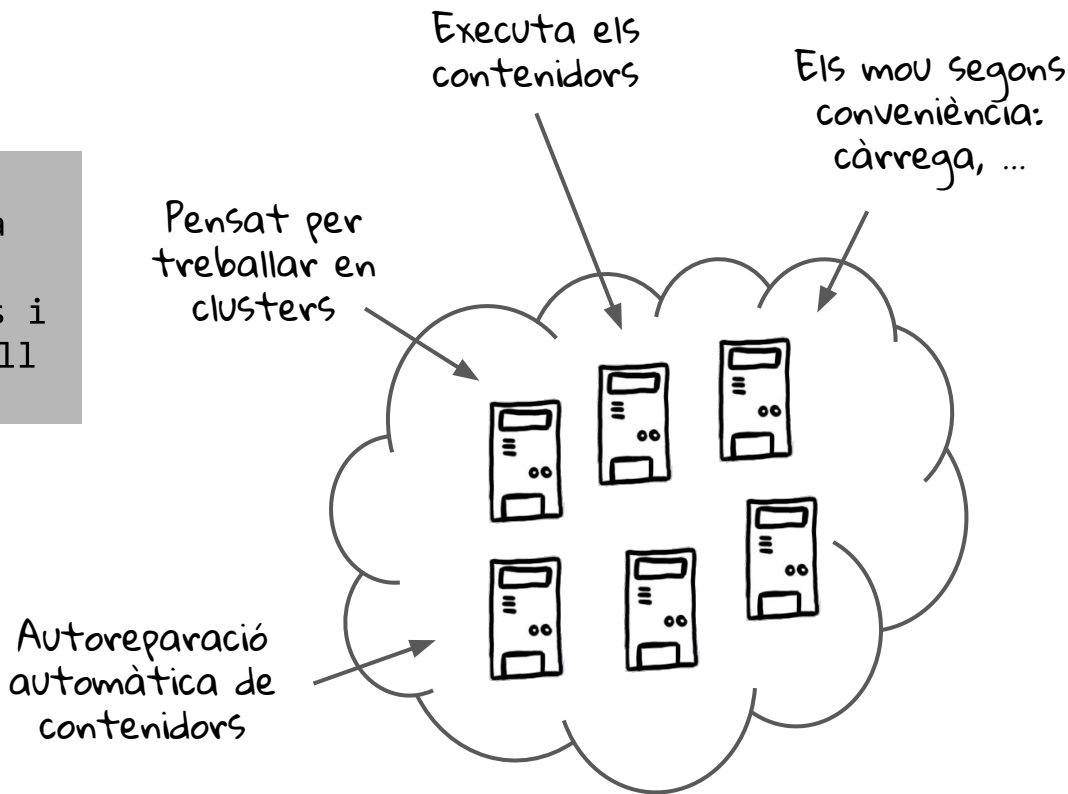 Executa els
contenidors
Els mou segons
conveniència:
càrrega, ...
Pensat per
treballar en
clusters
s i
Autoreparació
automàtica de
contenidors